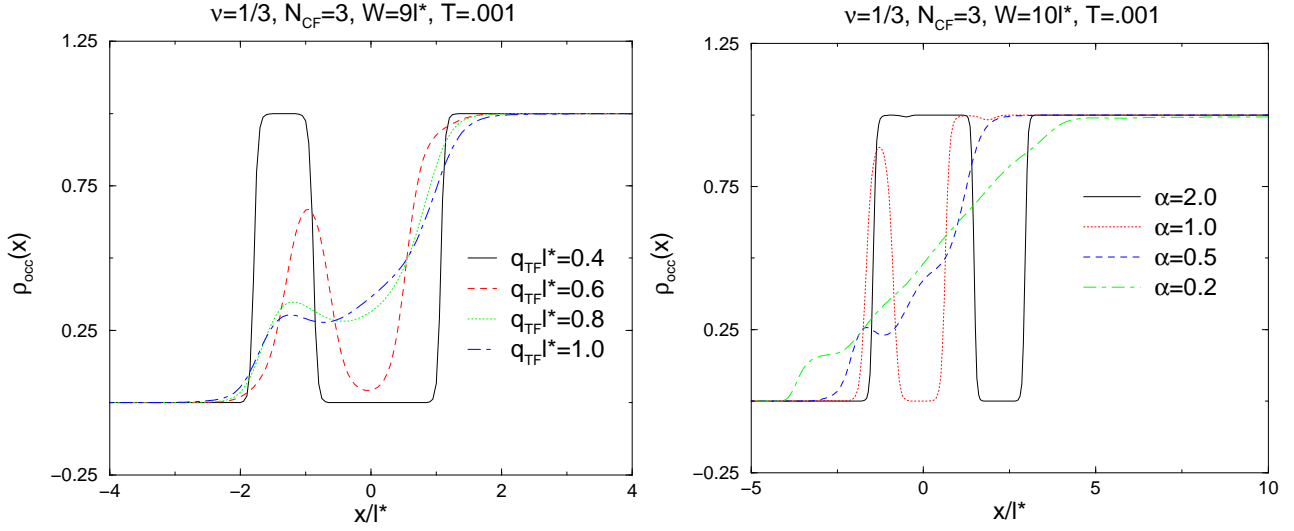 ν=1/3, N_CF=3, W=9l*, T=.001
1.25
0.75
0.25
−0.25
ρ_occ(x)
q_TF l*=0.4
q_TF l*=0.6
q_TF l*=0.8
q_TF l*=1.0
−4
−2
0
2
4
x/l*
ν=1/3, N_CF=3, W=10l*, T=.001
1.25
0.75
0.25
−0.25
ρ_occ(x)
α=2.0
α=1.0
α=0.5
α=0.2
−5
0
5
10
x/l*